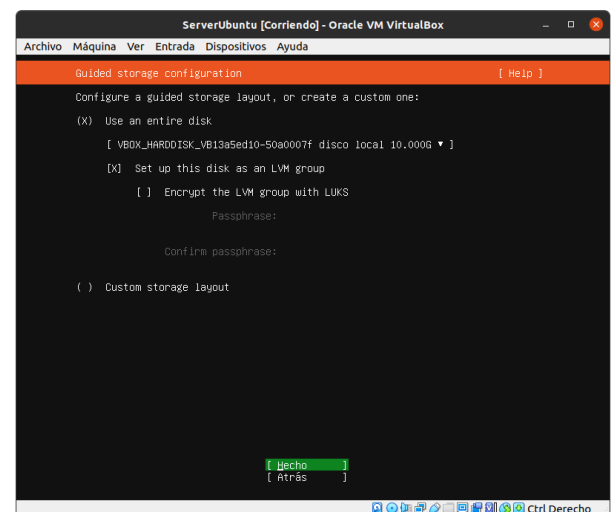 ServerUbuntu [Corriendo] - Oracle VM VirtualBox
Archivo Máquina Ver Entrada Dispositivos Ayuda
Guided storage configuration [ Help ]
Configure a guided storage layout, or create a custom one:
(X) Use an entire disk
[ VBOX_HARDDISK_VB13a5ed10-50a0007f disco local 10.000G ▾ ]
[X] Set up this disk as an LVM group
[ ] Encrypt the LVM group with LUKS
Passphrase:
Confirm passphrase:
( ) Custom storage layout
[ Hecho ]
[ Atrás ]
Ctrl Derecho